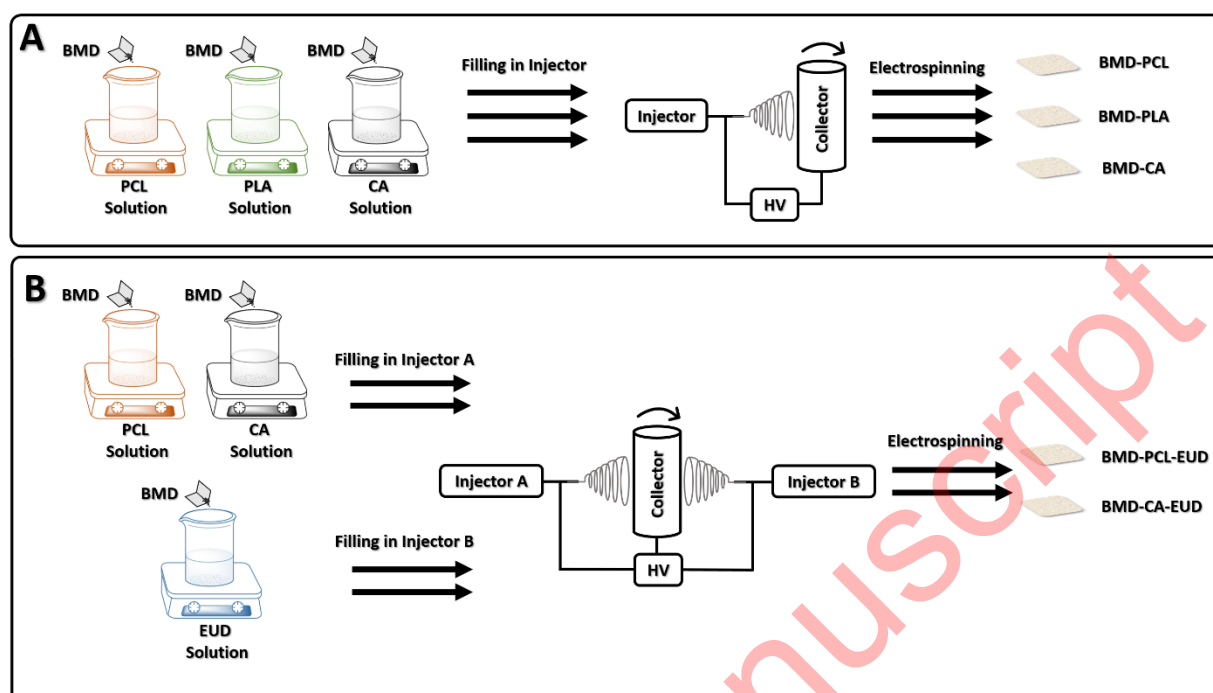 A
BMD
BMD
BMD
PCL
Solution
PLA
Solution
CA
Solution
Filling in Injector
Injector
Collector
HV
Electrospinning
BMD-PCL
BMD-PLA
BMD-CA
B
BMD
BMD
PCL
Solution
CA
Solution
BMD
EUD
Solution
Filling in Injector A
Filling in Injector B
Injector A
Collector
Injector B
HV
Electrospinning
BMD-PCL-EUD
BMD-CA-EUD
nuscript